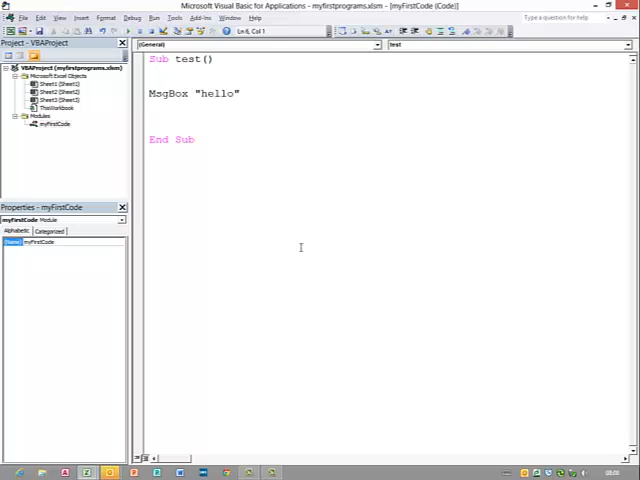 Microsoft Visual Basic for Applications - myfirstprograms.xlsm - [myFirstCode (Code)]
File Edit View Insert Format Debug Run Tools Add-Ins Window Help
Type a question for help
Ln 6, Col 1
Project - VBAProject
(General)
test
VBAProject (myfirstprograms.xlsm)
Microsoft Excel Objects
Sheet1 (Sheet1)
Sheet2 (Sheet2)
Sheet3 (Sheet3)
ThisWorkbook
Modules
myFirstCode
Sub test()
MsgBox "hello"
End Sub
Properties - myFirstCode
myFirstCode Module
Alphabetic Categorized
(Name) myFirstCode